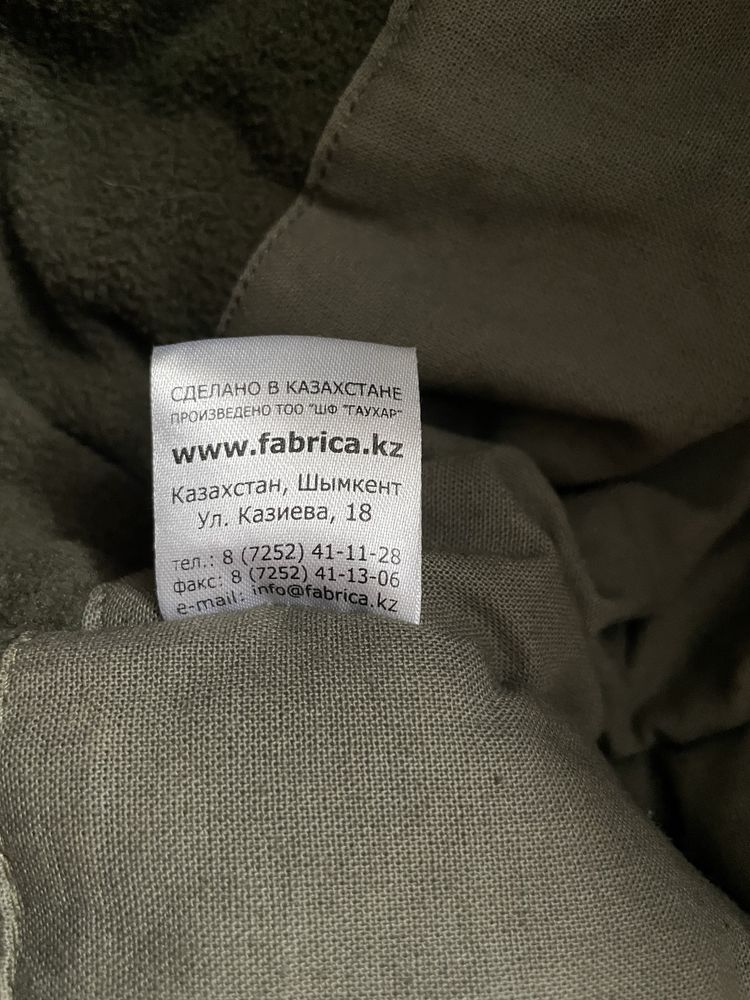 СДЕЛАНО В КАЗАХСТАНЕ
ПРОИЗВЕДЕНО ТОО "ШФ "ГАУХАР"
www.fabrica.kz
Казахстан, Шымкент
Ул. Казиева, 18
тел.: 8 (7252) 41-11-28
факс: 8 (7252) 41-13-06
e-mail: info@fabrica.kz